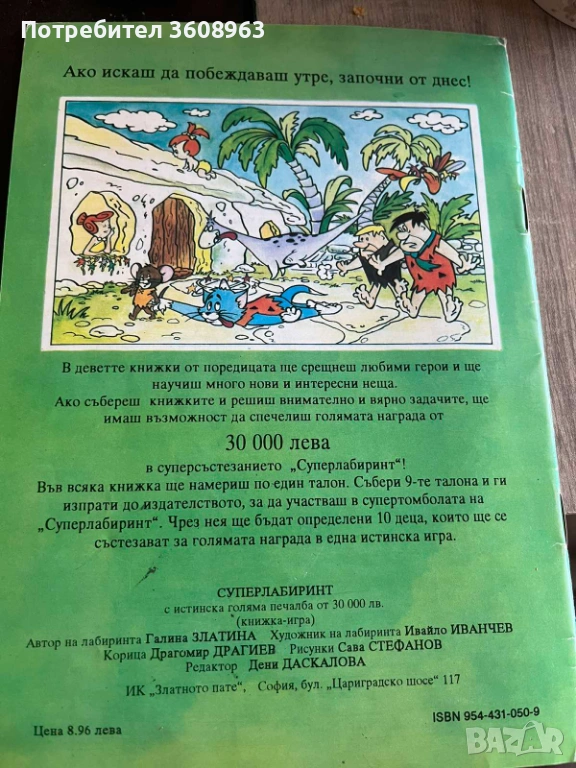 Потребител 3608963
Ако искаш да побеждаваш утре, започни от днес!
В деветте книжки от поредицата ще срещнеш любими герои и ще
научиш много нови и интересни неща.
Ако събереш книжките и решиш внимателно и вярно задачите, ще
имаш възможност да спечелиш голямата награда от
30 000 лева
в суперсъстезанието „Суперлабиринт“!
Във всяка книжка ще намериш по един талон. Събери 9-те талона и ги
изпрати до издателството, за да участваш в супертомболата на
„Суперлабиринт“. Чрез нея ще бъдат определени 10 деца, които ще се
състезават за голямата награда в една истинска игра.
СУПЕРЛАБИРИНТ
с истинска голяма печалба от 30 000 лв.
(книжка-игра)
Автор на лабиринта Галина ЗЛАТИНА Художник на лабиринта Ивайло ИВАНЧЕВ
Корица Драгомир ДРАГИЕВ Рисунки Сава СТЕФАНОВ
Редактор Дени ДАСКАЛОВА
ИК „Златното пате“, София, бул. „Цариградско шосе“ 117
ISBN 954-431-050-9
Цена 8.96 лева
BAZAR